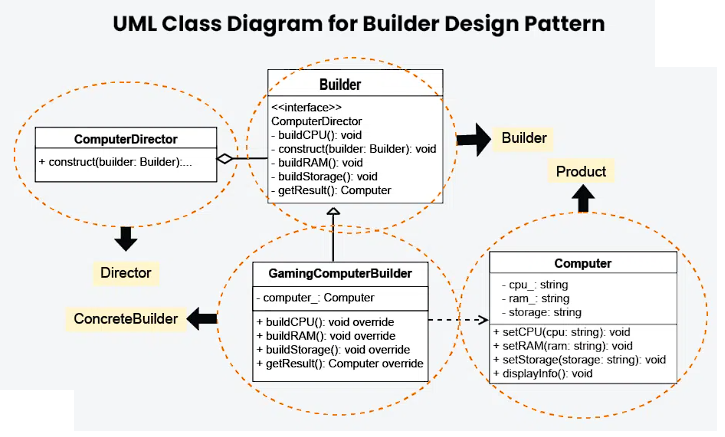 UML Class Diagram for Builder Design Pattern
Builder
<<interface>>
ComputerDirector
- buildCPU(): void
- construct(builder: Builder): void
- buildRAM(): void
- buildStorage(): void
- getResult(): Computer
ComputerDirector
+ construct(builder: Builder):...
Builder
Product
Director
ConcreteBuilder
GamingComputerBuilder
- computer_: Computer
+ buildCPU(): void override
+ buildRAM(): void override
+ buildStorage(): void override
+ getResult(): Computer override
Computer
- cpu_: string
- ram_: string
- storage: string
+ setCPU(cpu: string): void
+ setRAM(ram: string): void
+ setStorage(storage: string): void
+ displayInfo(): void